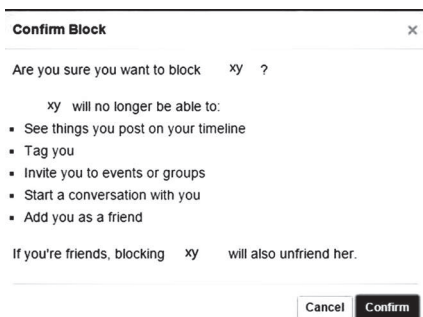 Confirm Block
×
Are you sure you want to block xy ?
xy will no longer be able to:
▪ See things you post on your timeline
▪ Tag you
▪ Invite you to events or groups
▪ Start a conversation with you
▪ Add you as a friend
If you're friends, blocking xy will also unfriend her.
Cancel Confirm